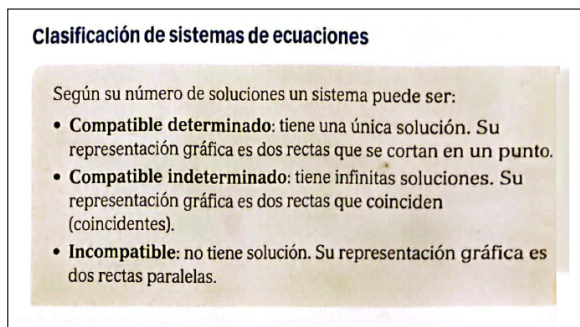 Clasificación de sistemas de ecuaciones
Según su número de soluciones un sistema puede ser:
• Compatible determinado: tiene una única solución. Su
representación gráfica es dos rectas que se cortan en un punto.
• Compatible indeterminado: tiene infinitas soluciones. Su
representación gráfica es dos rectas que coinciden
(coincidentes).
• Incompatible: no tiene solución. Su representación gráfica es
dos rectas paralelas.